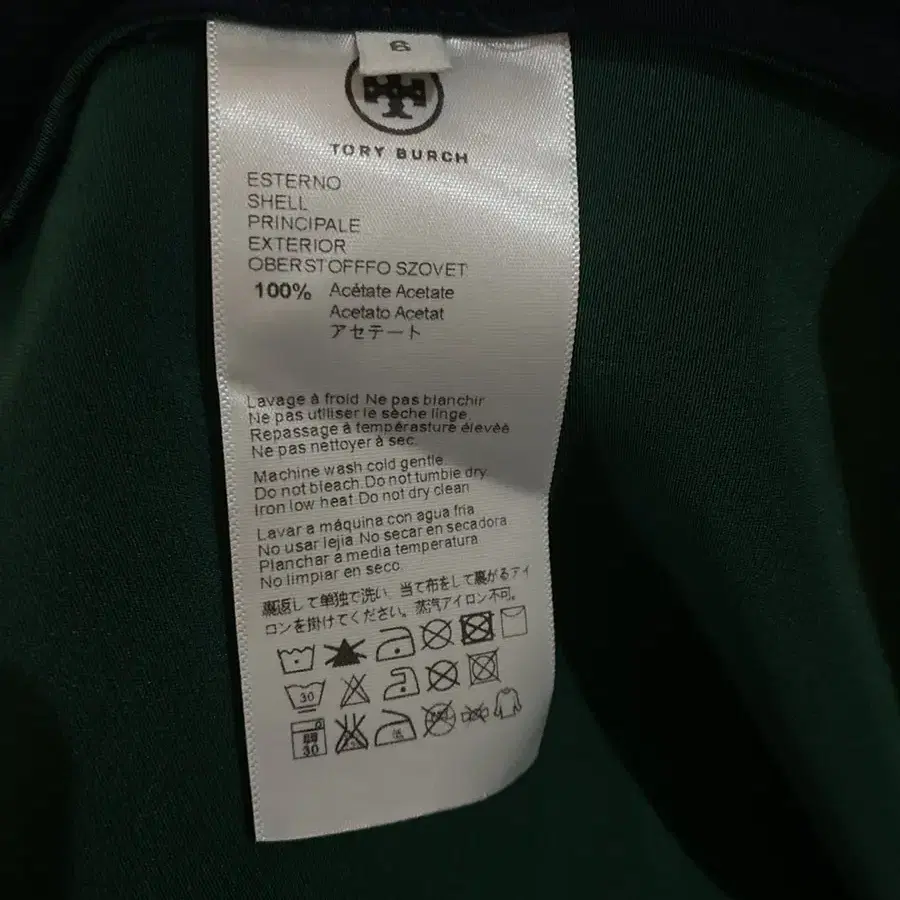 6
TORY BURCH
ESTERNO
SHELL
PRINCIPALE
EXTERIOR
OBERSTOFFFO SZOVET
100% Acétate Acetate
Acetato Acetat
アセテート
Lavage à froid Ne pas blanchir
Ne pas utlliser le sèche linge.
Repassage à tempèrasture èlevèè
Ne pas nettoyer à sec.
Machine wash cold gentle.
Do not bleach.Do not tumble dry
Iron low heat.Do not dry clean
Lavar a máquina con agua fria
No usar lejia.No secar en secadora
Planchar a media temperatura
No limpiar en secc.
裏返して単独で洗い、当て布をして裏がるアイ
ロンを掛けてください。蒸汽アイロン不可。
30
30 低